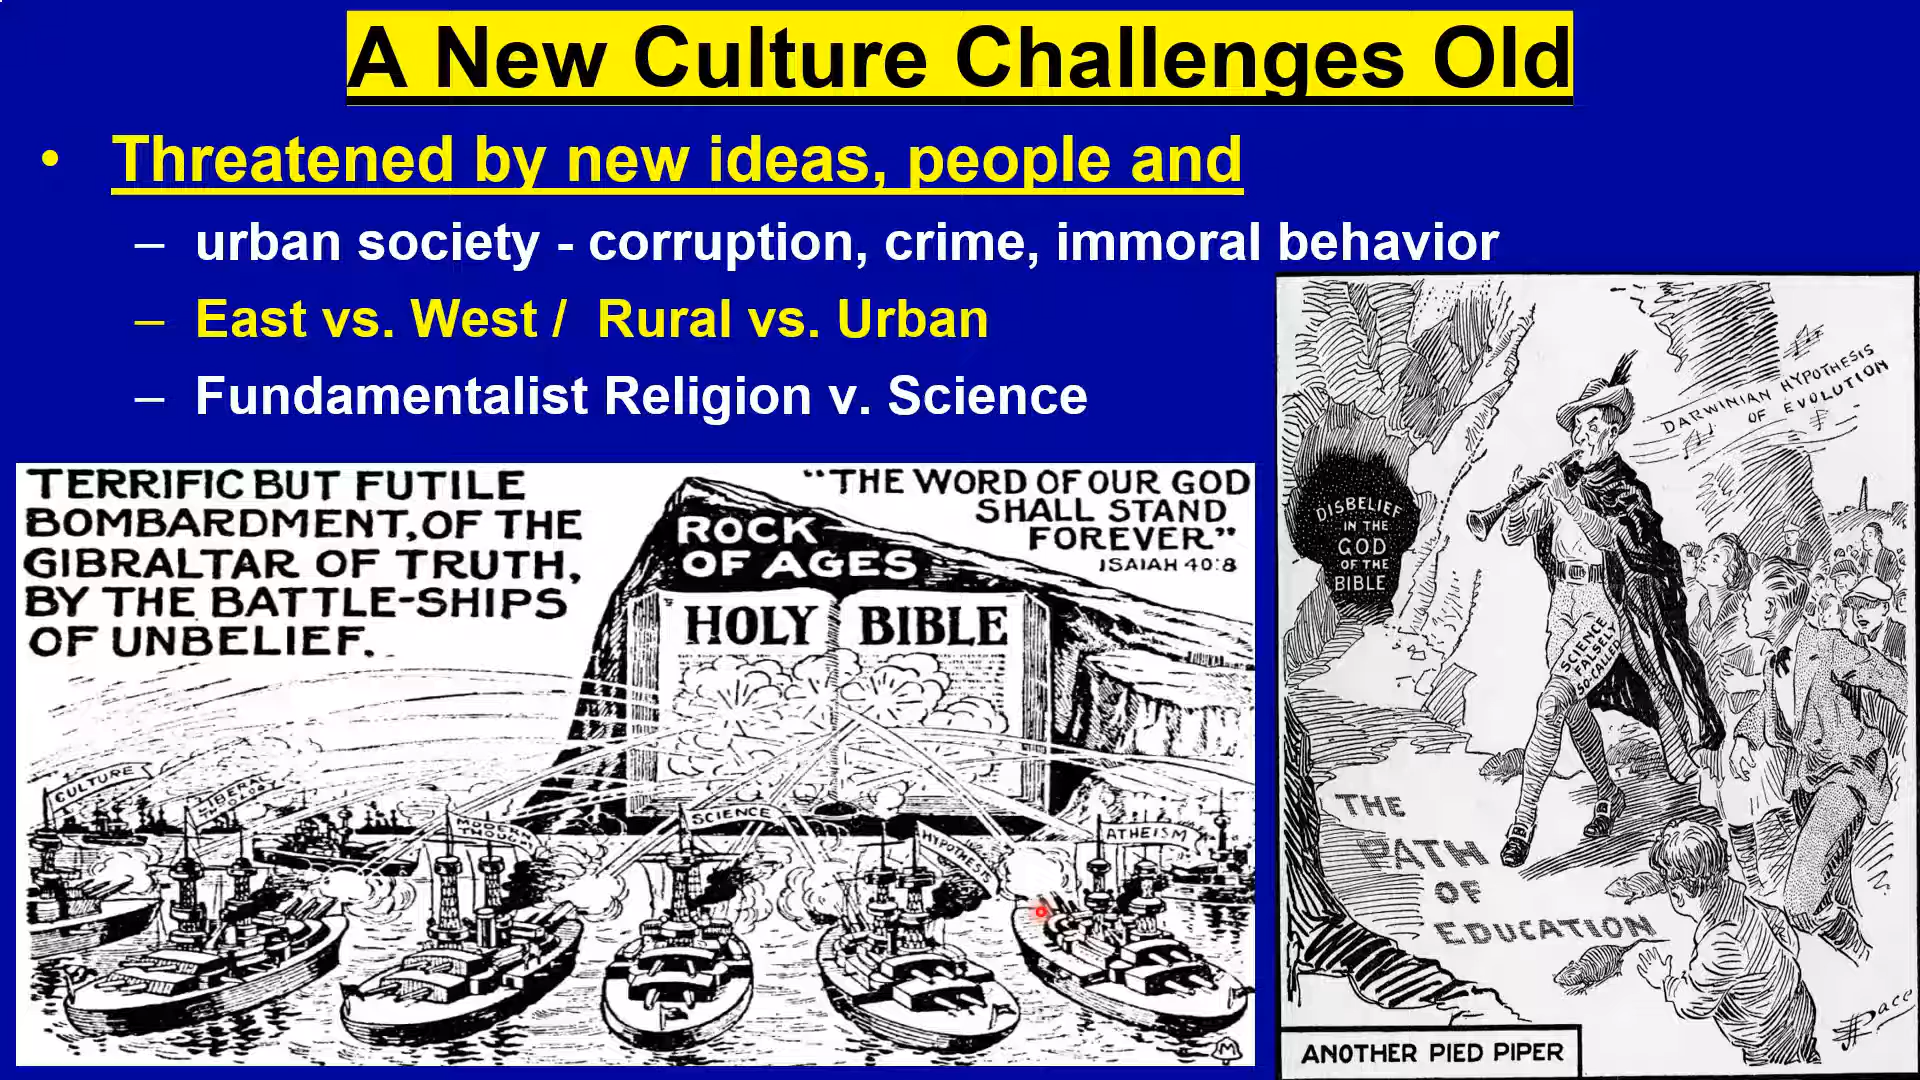 A New Culture Challenges Old
• Threatened by new ideas, people and
– urban society - corruption, crime, immoral behavior
– East vs. West / Rural vs. Urban
– Fundamentalist Religion v. Science
TERRIFIC BUT FUTILE
BOMBARDMENT, OF THE
GIBRALTAR OF TRUTH,
BY THE BATTLE-SHIPS
OF UNBELIEF.
"THE WORD OF OUR GOD
SHALL STAND
FOREVER."
ISAIAH 40:8
ROCK
OF AGES
HOLY BIBLE
CULTURE
LIBERAL
THEOLOGY
MODERN
THOUGHT
SCIENCE
HYPOTHESIS
ATHEISM
M
DARWINIAN HYPOTHESIS
OF EVOLUTION
DISBELIEF
IN THE
GOD
OF THE
BIBLE
SCIENCE
FALSELY
SO-CALLED
THE
PATH
OF
EDUCATION
EJ Pace
ANOTHER PIED PIPER